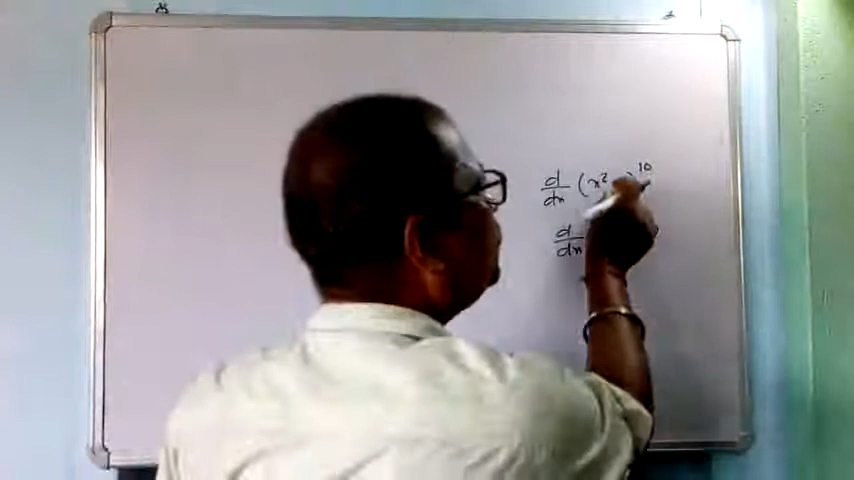 d/dx (x² )¹⁰
d/dx